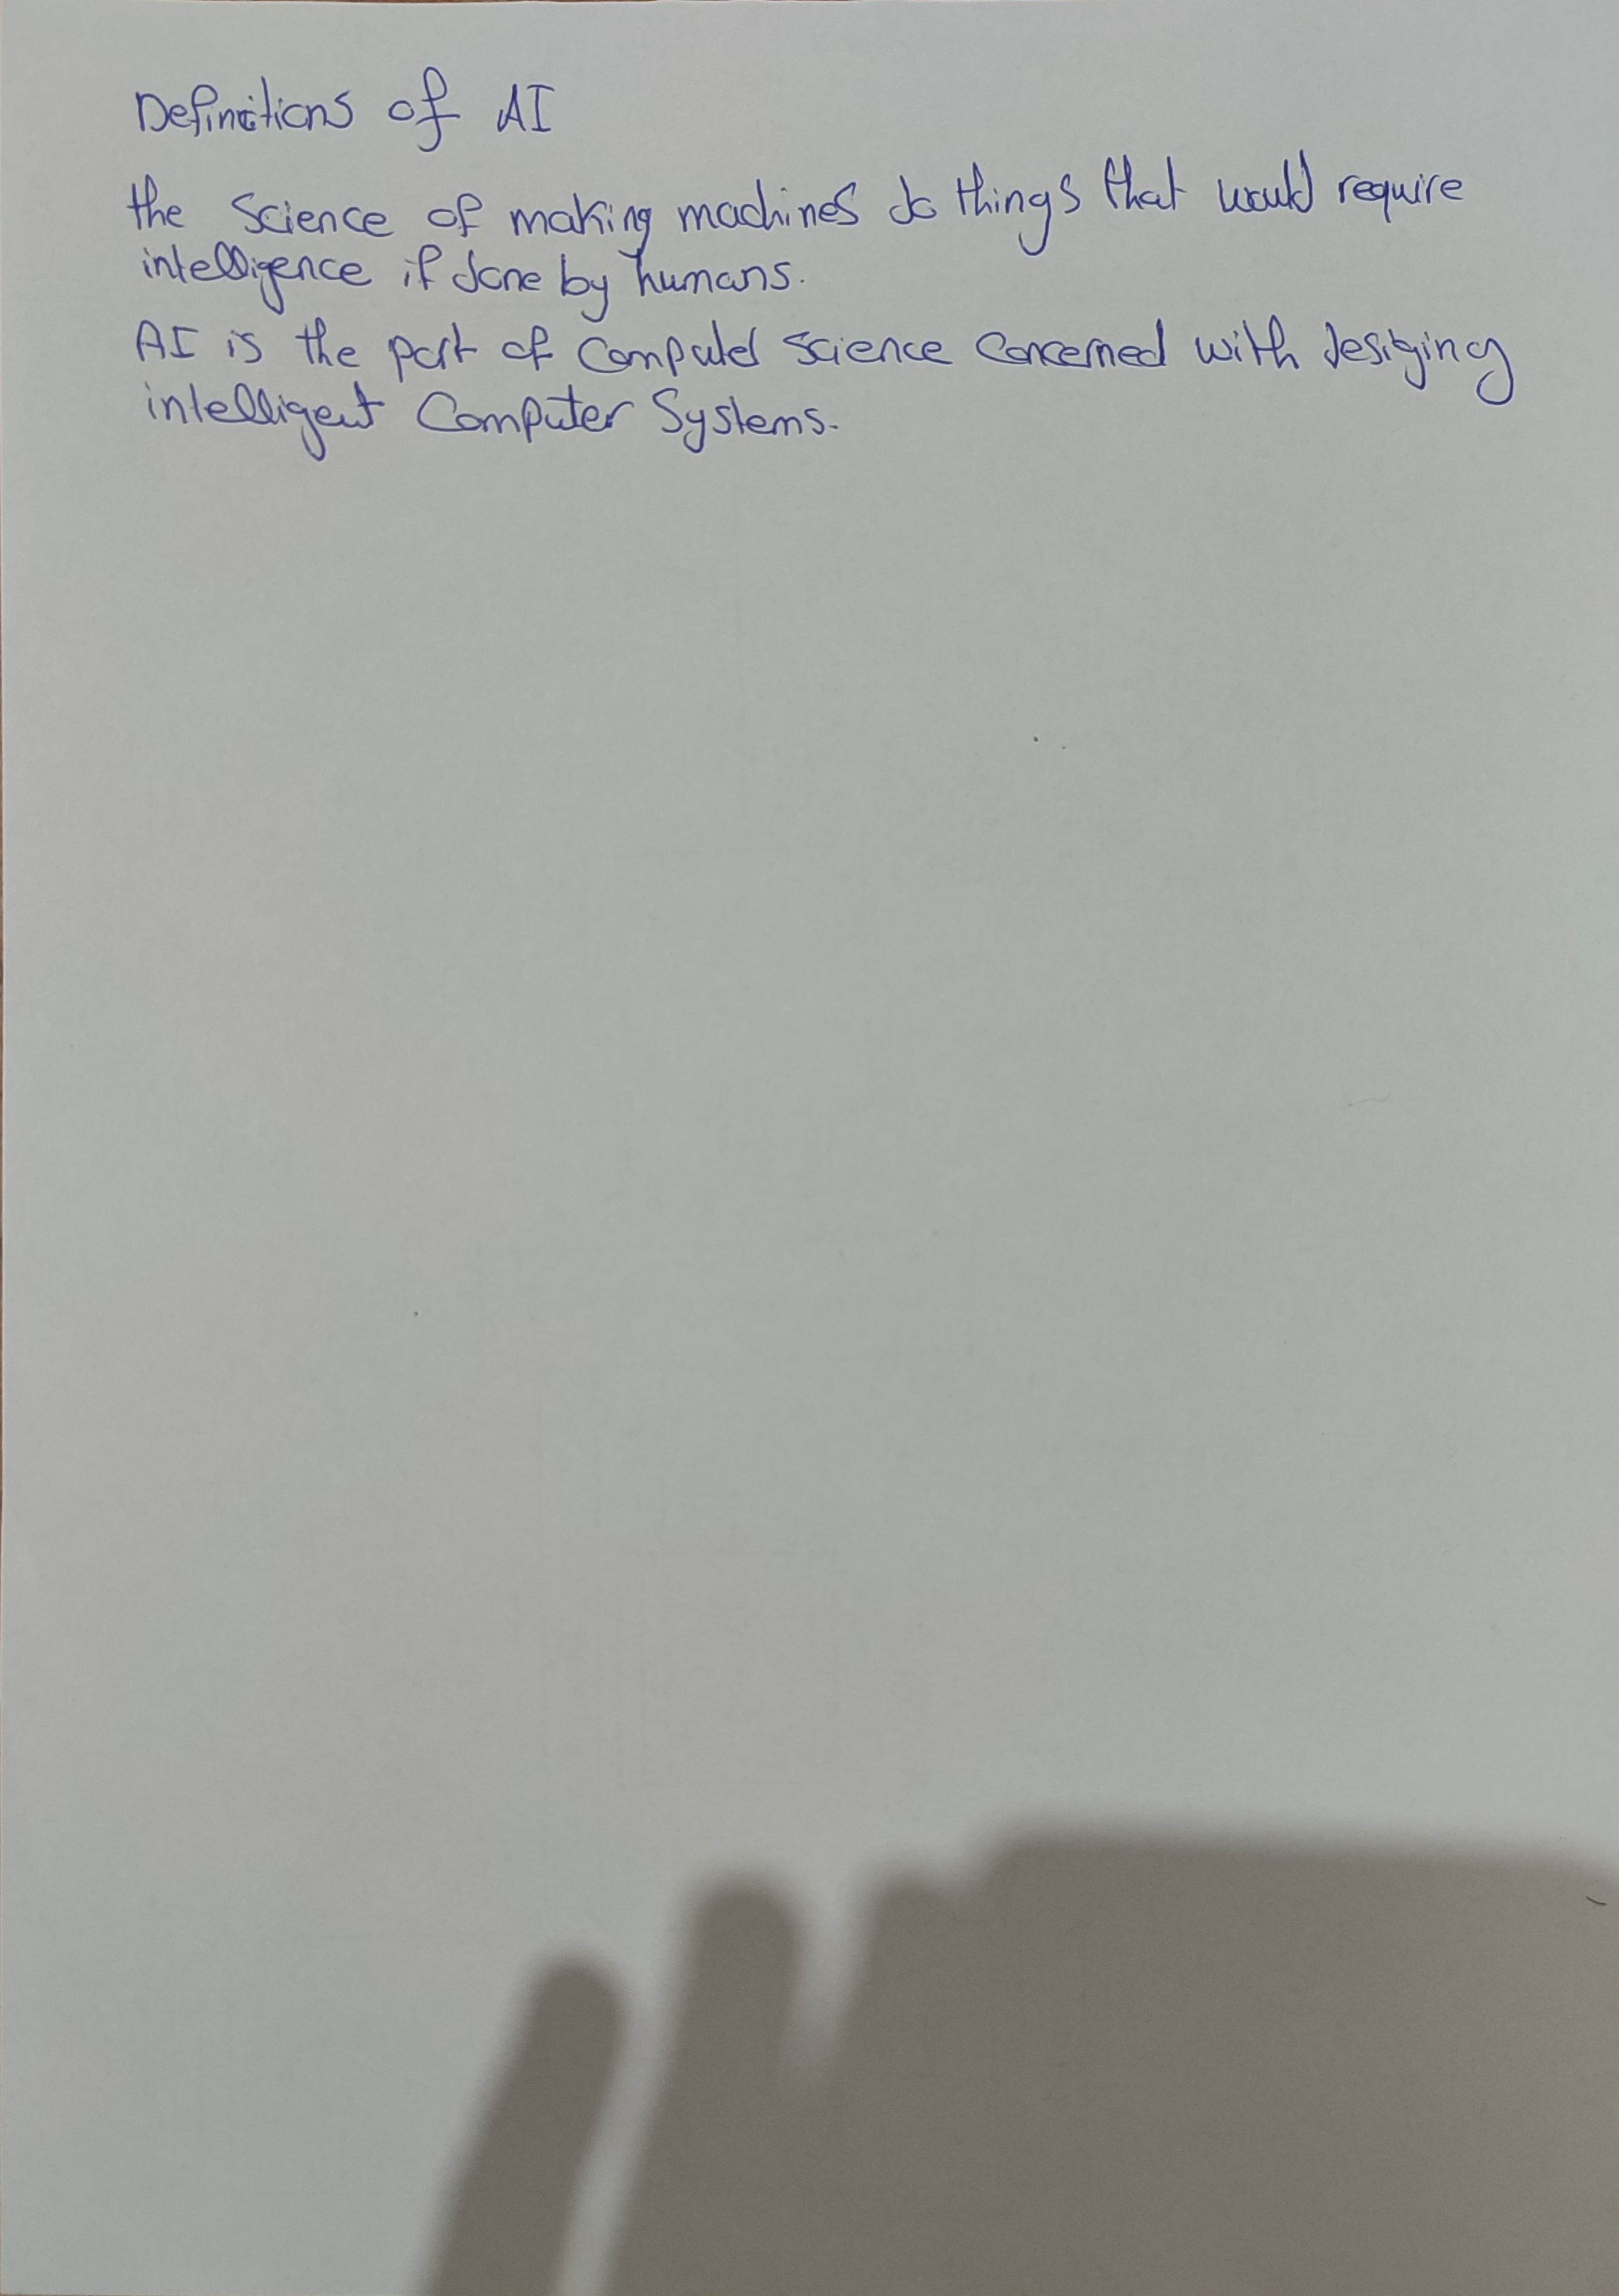 Definitions of AI
the Science of making machines do things that would require
intelligence if done by humans.
AI is the part of Computer Science Concerned with desiging
intelligent Computer Systems.